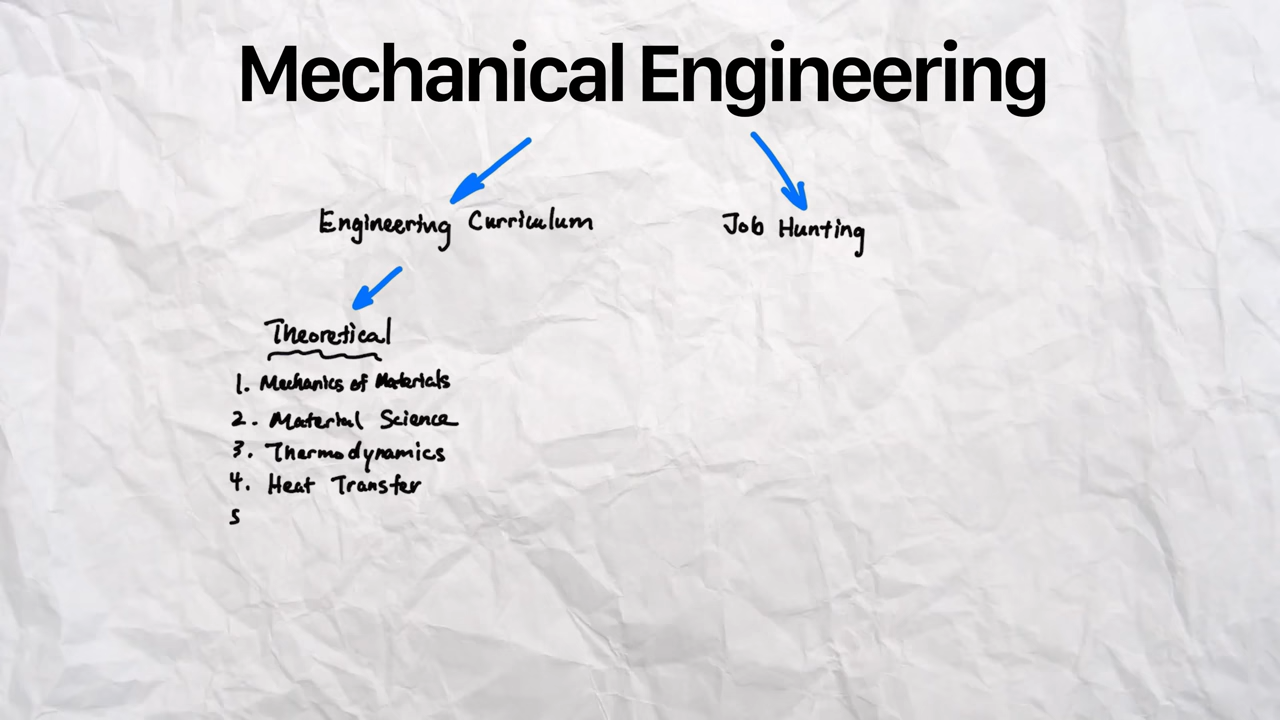 Mechanical Engineering
Engineering Curriculum
Job Hunting
Theoretical
1. Mechanics of Materials
2. Material Science
3. Thermodynamics
4. Heat Transfer
5